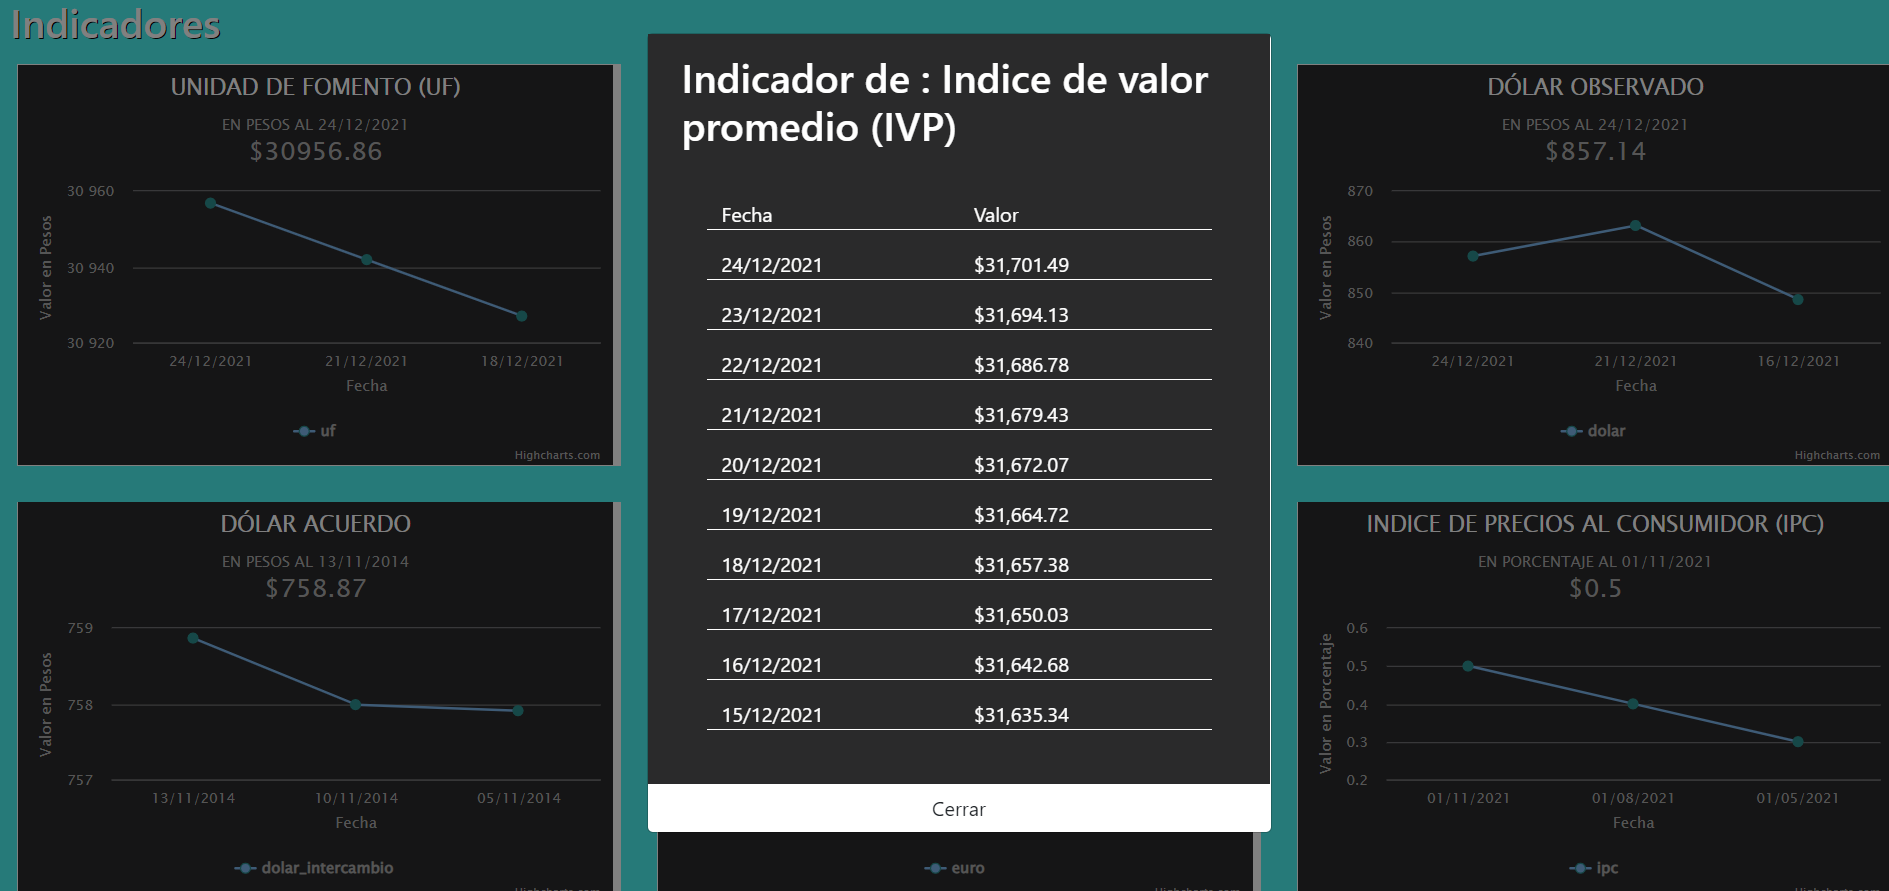 Indicadores
UNIDAD DE FOMENTO (UF)
EN PESOS AL 24/12/2021
$30956.86
30 960
30 940
30 920
Valor en Pesos
24/12/2021 21/12/2021 18/12/2021
Fecha
uf
Highcharts.com
Indicador de : Indice de valor
promedio (IVP)
Fecha Valor
24/12/2021 $31,701.49
23/12/2021 $31,694.13
22/12/2021 $31,686.78
21/12/2021 $31,679.43
20/12/2021 $31,672.07
19/12/2021 $31,664.72
18/12/2021 $31,657.38
17/12/2021 $31,650.03
16/12/2021 $31,642.68
15/12/2021 $31,635.34
Cerrar
DÓLAR OBSERVADO
EN PESOS AL 24/12/2021
$857.14
870
860
850
840
Valor en Pesos
24/12/2021 21/12/2021 16/12/2021
Fecha
dolar
Highcharts.com
DÓLAR ACUERDO
EN PESOS AL 13/11/2014
$758.87
759
758
757
Valor en Pesos
13/11/2014 10/11/2014 05/11/2014
Fecha
dolar_intercambio
Highcharts.com
euro
Highcharts.com
INDICE DE PRECIOS AL CONSUMIDOR (IPC)
EN PORCENTAJE AL 01/11/2021
$0.5
0.6
0.5
0.4
0.3
0.2
Valor en Porcentaje
01/11/2021 01/08/2021 01/05/2021
Fecha
ipc
Highcharts.com